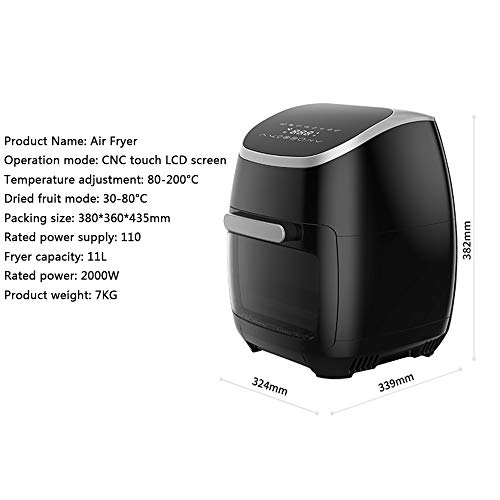 Product Name: Air Fryer
Operation mode: CNC touch LCD screen
Temperature adjustment: 80-200°C
Dried fruit mode: 30-80°C
Packing size: 380*360*435mm
Rated power supply: 110
Fryer capacity: 11L
Rated power: 2000W
Product weight: 7KG
888
382mm
324mm
339mm